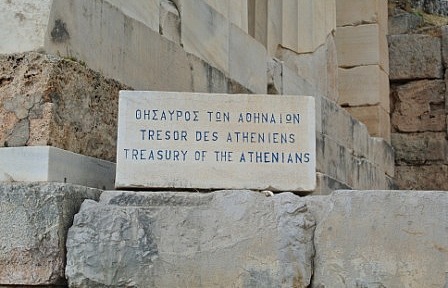 ΘΗΣΑΥΡΟΣ ΤΩΝ ΑΘΗΝΑΙΩΝ
TRESOR DES ATHENIENS
TREASURY OF THE ATHENIANS